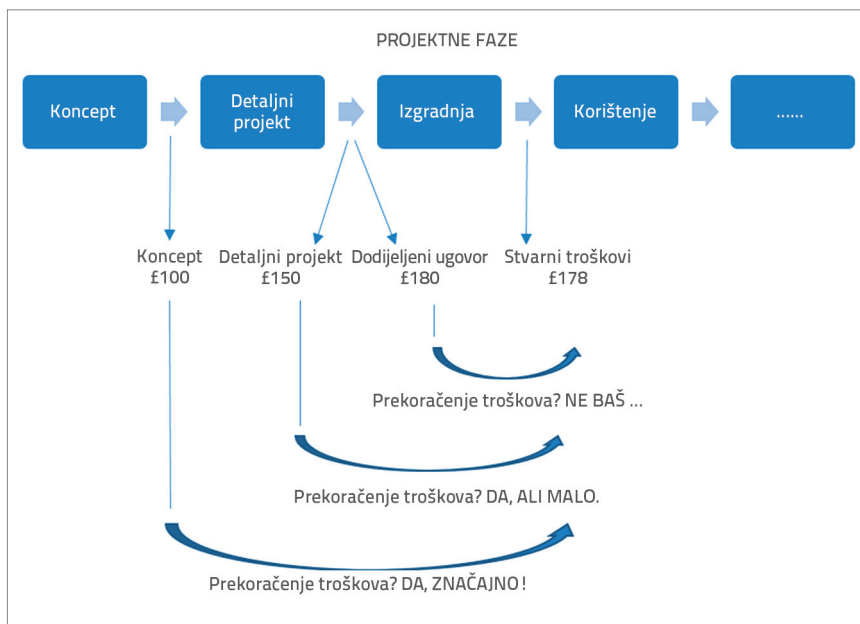 PROJEKTNE FAZE
Koncept
Detaljni
projekt
Izgradnja
Korištenje
......
Koncept
£100
Detaljni projekt
£150
Dodijeljeni ugovor
£180
Stvarni troškovi
£178
Prekoračenje troškova? NE BAŠ ...
Prekoračenje troškova? DA, ALI MALO.
Prekoračenje troškova? DA, ZNAČAJNO!